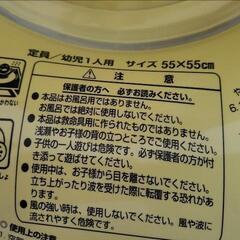 定員/幼児1人用 サイズ 55×55cm
注意
保護者の方へ 必ずお読みください。
●本品はお風呂用ではありません。
お風呂では絶対に使用しないでください。
●本品は救命用具として作られたものではありません。
浅瀬やお子様の背の立つところでご使用ください。
●子供の一人遊びは危険です。必ず保護者の方が付き
添って遊んでください。
●使用中は、お子様から目を離さないでください。
立ち上がったり波を受けた際に転覆する恐れが
あります。
●風の強い時は、使用しないでください。風や波に
流され危険です。
使用上の注意